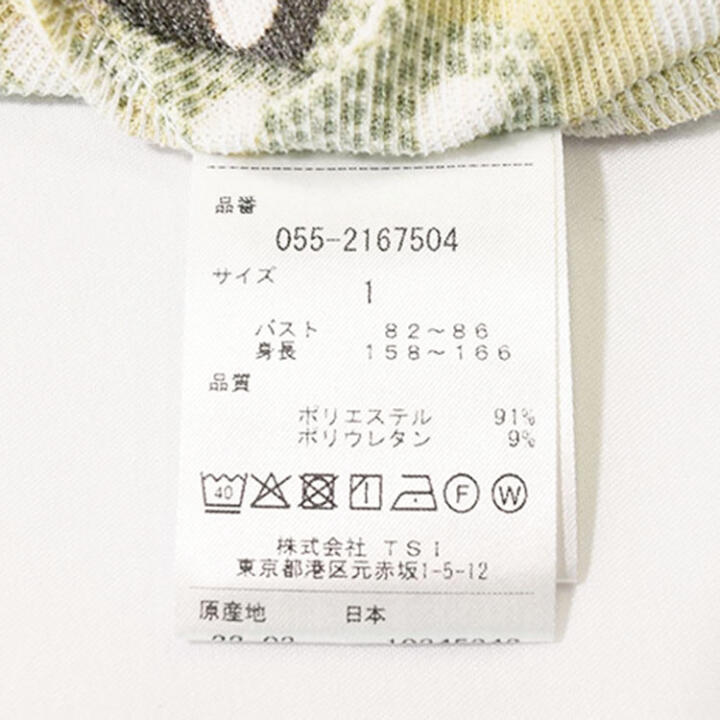 品番
055-2167504
サイズ
1
バスト 82～86
身長 158～166
品質
ポリエステル 91%
ポリウレタン 9%
40 F W
株式会社 TSI
東京都港区元赤坂1-5-12
原産地 日本